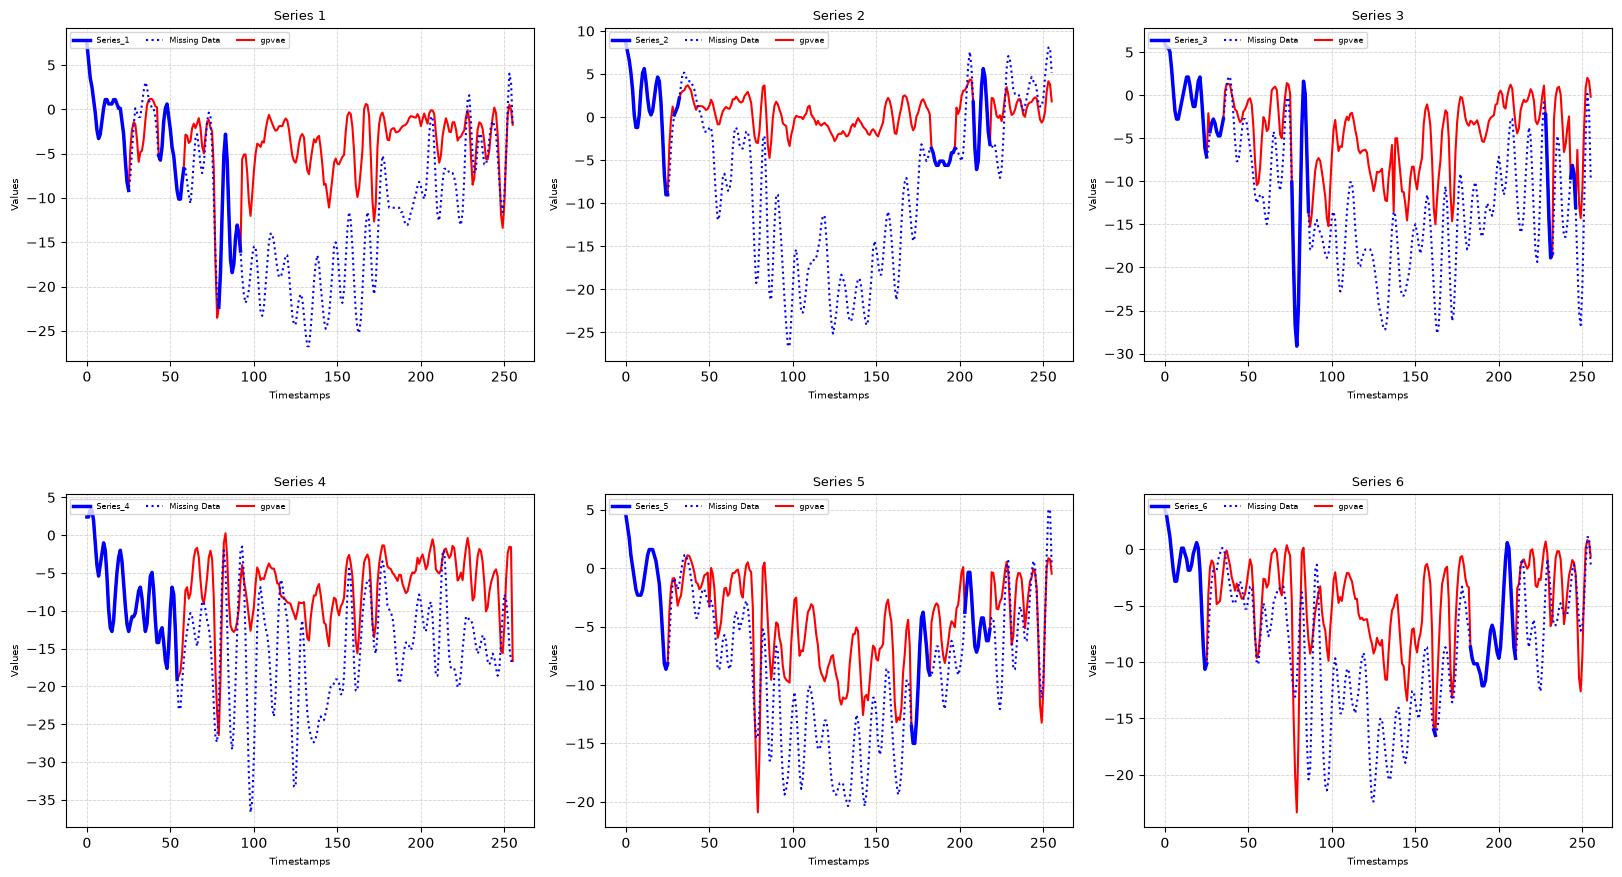 Series 1
Series_1 Missing Data gpvae
Values
5
0
−5
−10
−15
−20
−25
0 50 100 150 200 250
Timestamps
Series 2
Series_2 Missing Data gpvae
Values
10
5
0
−5
−10
−15
−20
−25
0 50 100 150 200 250
Timestamps
Series 3
Series_3 Missing Data gpvae
Values
5
0
−5
−10
−15
−20
−25
−30
0 50 100 150 200 250
Timestamps
Series 4
Series_4 Missing Data gpvae
Values
5
0
−5
−10
−15
−20
−25
−30
−35
0 50 100 150 200 250
Timestamps
Series 5
Series_5 Missing Data gpvae
Values
5
0
−5
−10
−15
−20
0 50 100 150 200 250
Timestamps
Series 6
Series_6 Missing Data gpvae
Values
0
−5
−10
−15
−20
0 50 100 150 200 250
Timestamps